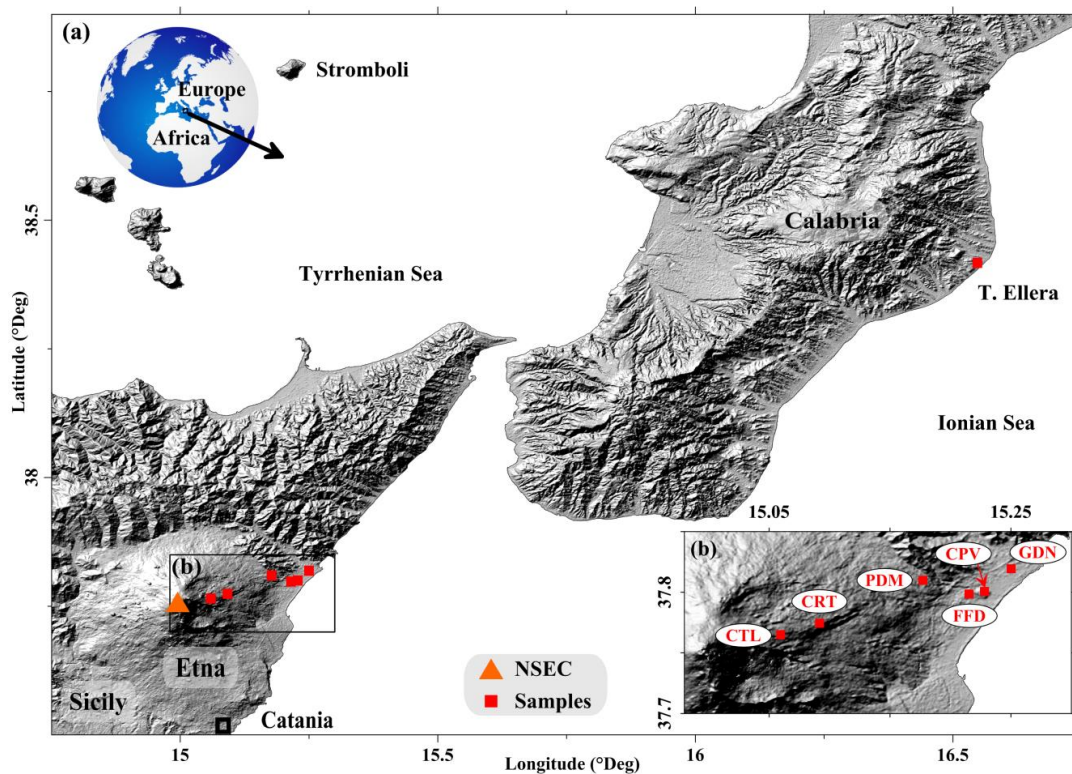 (a)
Stromboli
Europe
Africa
Calabria
Tyrrhenian Sea
T. Ellera
Ionian Sea
Latitude (°Deg)
38.5
38
(b)
Etna
Sicily
Catania
NSEC
Samples
15.05
15.25
(b)
CPV
GDN
PDM
37.8
CRT
FFD
CTL
37.7
15
15.5
16
16.5
Longitude (°Deg)